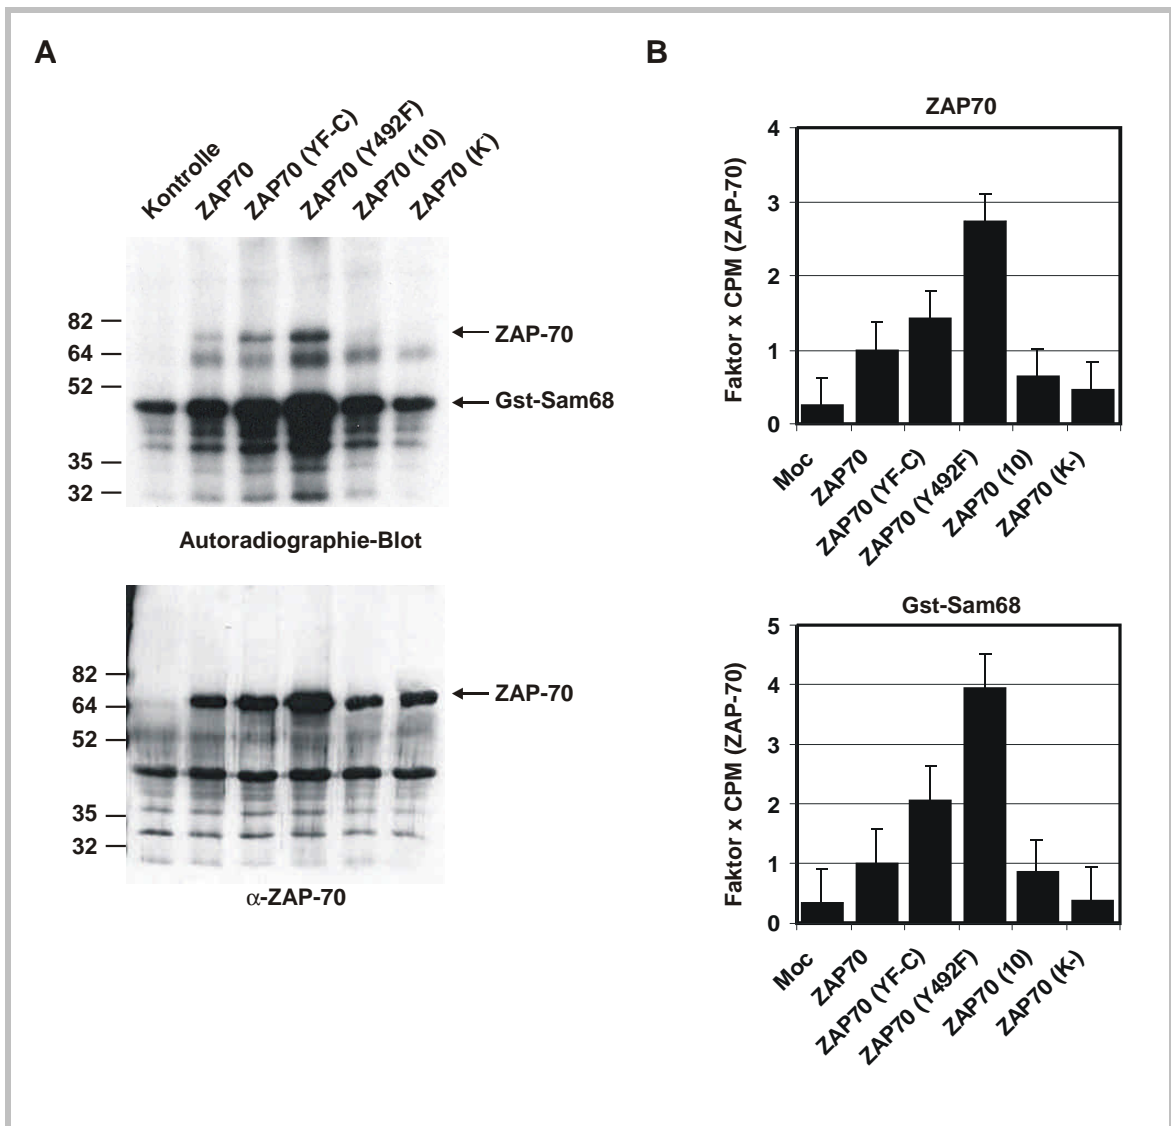 A
Kontrolle
ZAP70
ZAP70 (YF-C)
ZAP70 (Y492F)
ZAP70 (10)
ZAP70 (K-)
82
64
52
35
32
ZAP-70
Gst-Sam68
Autoradiographie-Blot
82
64
52
35
32
ZAP-70
α-ZAP-70
B
ZAP70
Faktor x CPM (ZAP-70)
4
3
2
1
0
Moc
ZAP70
ZAP70 (YF-C)
ZAP70 (Y492F)
ZAP70 (10)
ZAP70 (K-)
Gst-Sam68
Faktor x CPM (ZAP-70)
5
4
3
2
1
0
Moc
ZAP70
ZAP70 (YF-C)
ZAP70 (Y492F)
ZAP70 (10)
ZAP70 (K-)